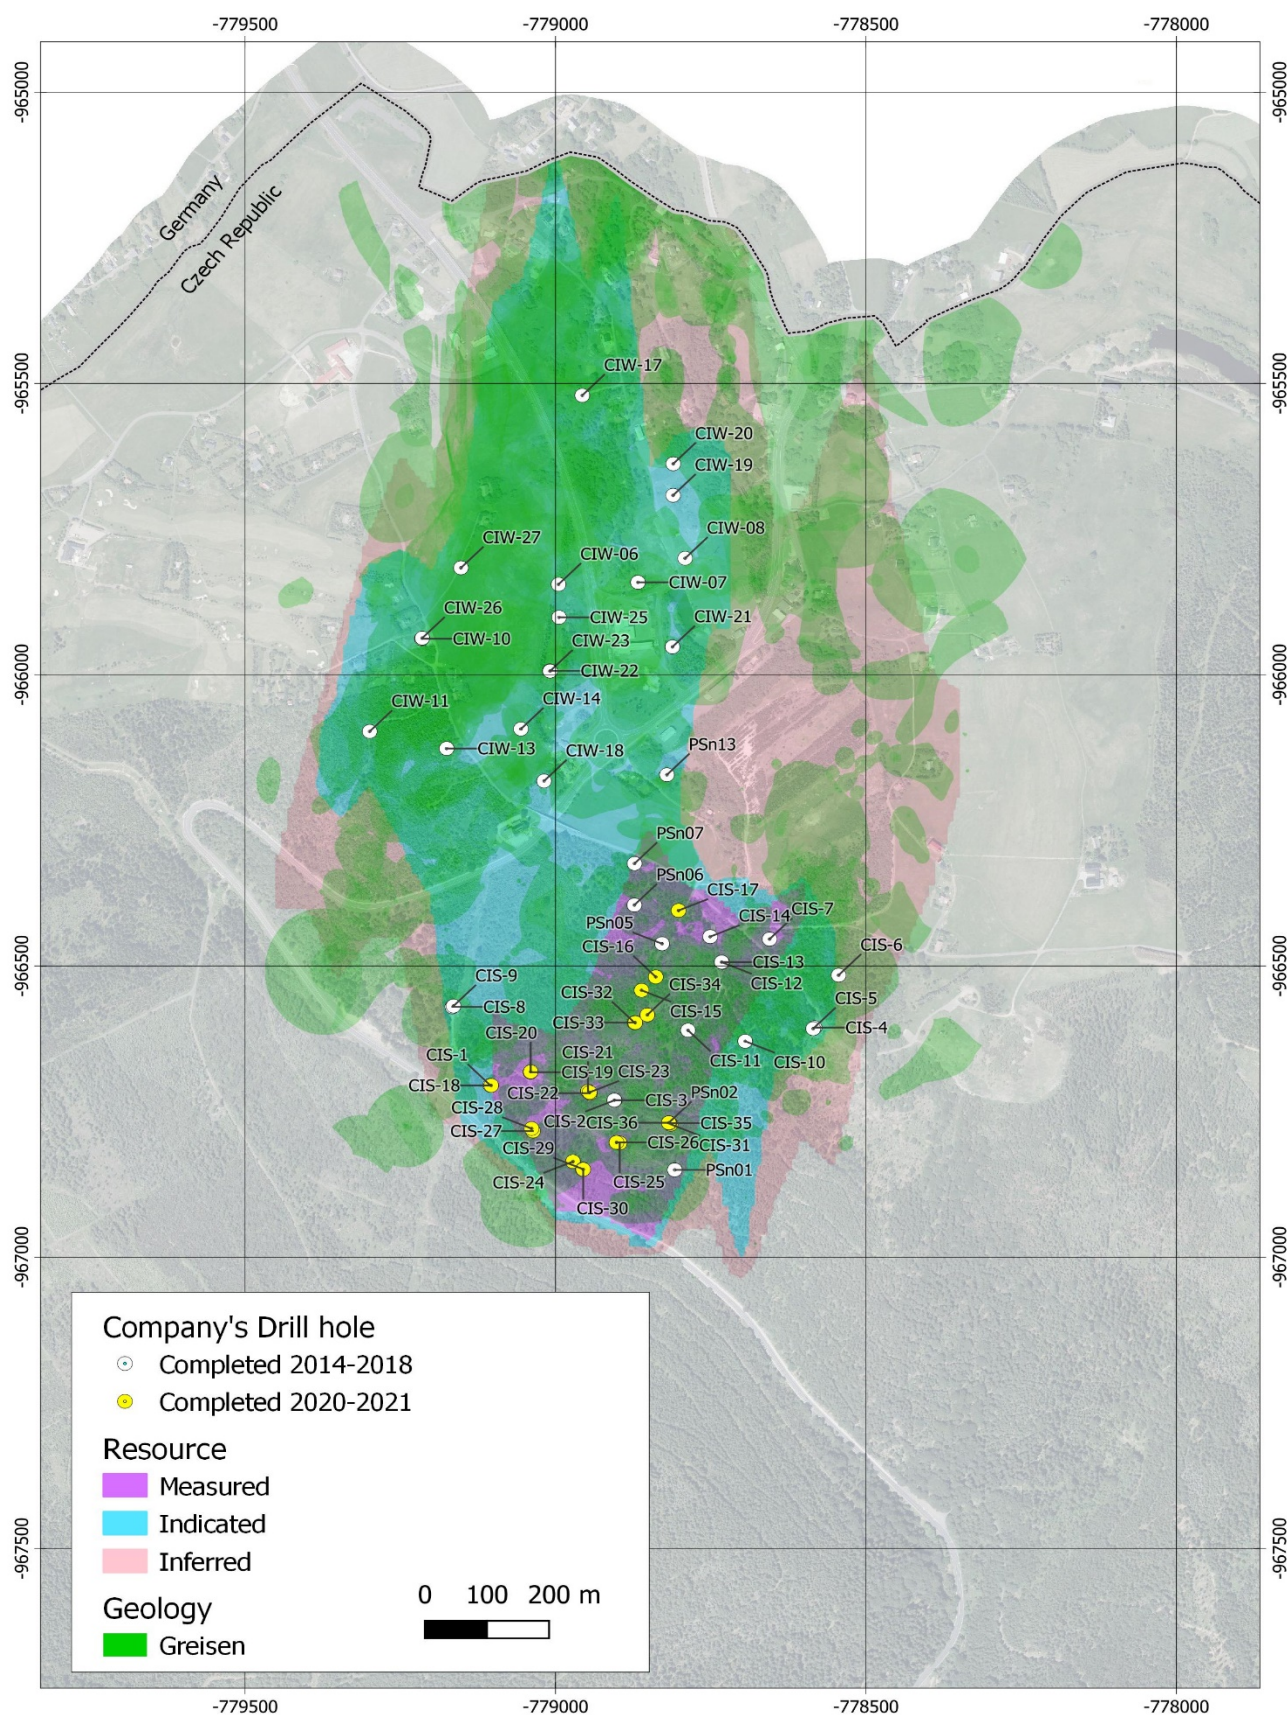 -779500 -779000 -778500 -778000
-965000 -965000
Germany
Czech Republic
CIW-17
-965500 -965500
CIW-20
CIW-19
CIW-08
CIW-27
CIW-06
CIW-07
CIW-26
CIW-25
CIW-21
CIW-10
CIW-23
-966000 -966000
CIW-22
CIW-11
CIW-14
CIW-13
CIW-18
PSn13
PSn07
PSn06
CIS-17
CIS-7
CIS-14
PSn05
CIS-6
CIS-16
CIS-13
-966500 -966500
CIS-9
CIS-34
CIS-12
CIS-32
CIS-5
CIS-8
CIS-15
CIS-33
CIS-4
CIS-20
CIS-21
CIS-11
CIS-10
CIS-1
CIS-19
CIS-23
CIS-18
CIS-22
PSn02
CIS-28
CIS-3
CIS-2
CIS-36
CIS-35
CIS-27
CIS-26
CIS-31
CIS-29
PSn01
CIS-24
CIS-25
CIS-30
-967000 -967000
Company's Drill hole
Completed 2014-2018
Completed 2020-2021
Resource
Measured
Indicated
Inferred
-967500 -967500
0 100 200 m
Geology
Greisen
-779500 -779000 -778500 -778000